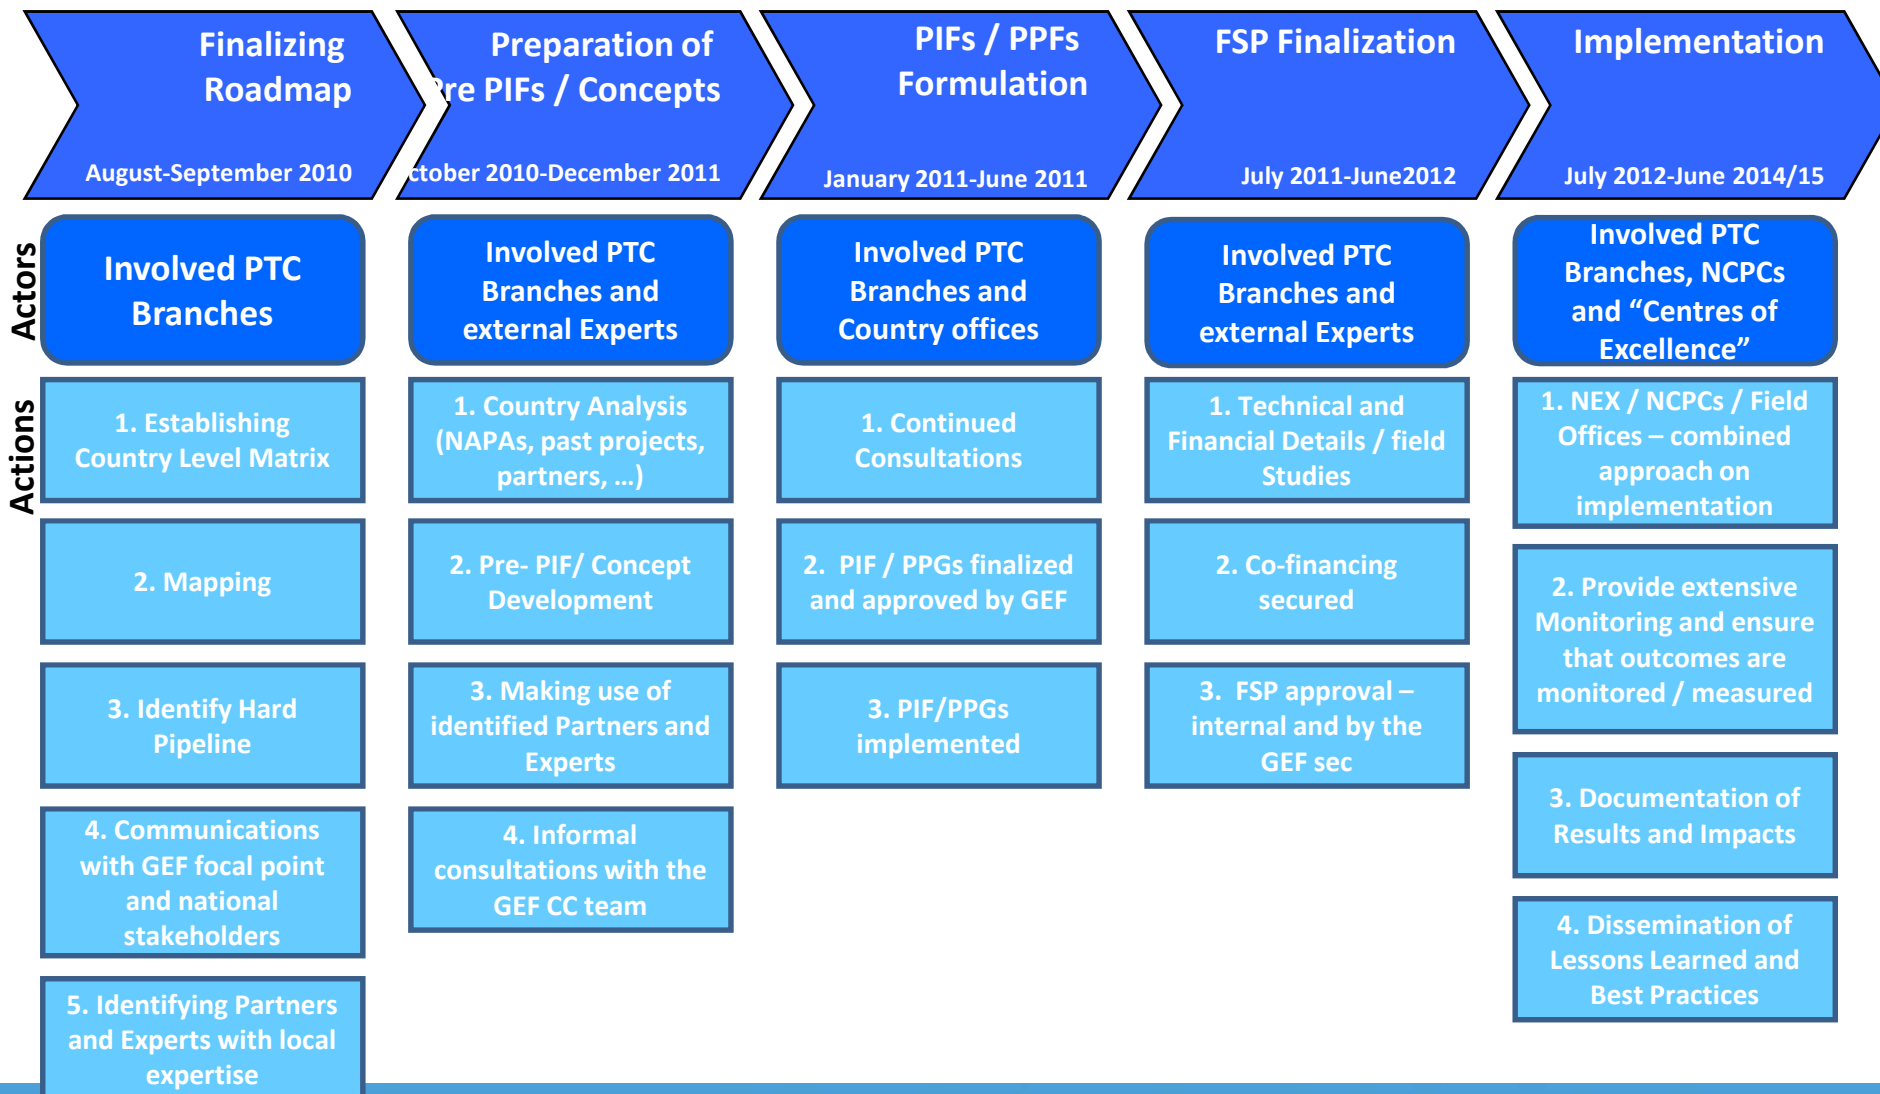 Finalizing
Roadmap
August-September 2010
Preparation of
Pre PIFs / Concepts
ctober 2010-December 2011
PIFs / PPFs
Formulation
January 2011-June 2011
FSP Finalization
July 2011-June2012
Implementation
July 2012-June 2014/15
Actors
Involved PTC
Branches
Involved PTC
Branches and
external Experts
Involved PTC
Branches and
Country offices
Involved PTC
Branches and
external Experts
Involved PTC
Branches, NCPCs
and “Centres of
Excellence”
Actions
1. Establishing
Country Level Matrix
2. Mapping
3. Identify Hard
Pipeline
4. Communications
with GEF focal point
and national
stakeholders
5. Identifying Partners
and Experts with local
expertise
1. Country Analysis
(NAPAs, past projects,
partners, …)
2. Pre- PIF/ Concept
Development
3. Making use of
identified Partners and
Experts
4. Informal
consultations with the
GEF CC team
1. Continued
Consultations
2. PIF / PPGs finalized
and approved by GEF
3. PIF/PPGs
implemented
1. Technical and
Financial Details / field
Studies
2. Co-financing
secured
3. FSP approval –
internal and by the
GEF sec
1. NEX / NCPCs / Field
Offices – combined
approach on
implementation
2. Provide extensive
Monitoring and ensure
that outcomes are
monitored / measured
3. Documentation of
Results and Impacts
4. Dissemination of
Lessons Learned and
Best Practices